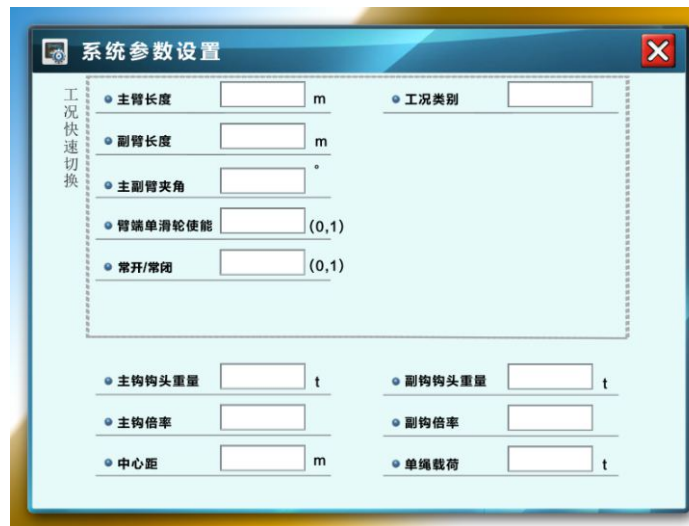 系统参数设置
工况快速切换
主臂长度 m 工况类别
副臂长度 m
主副臂夹角 °
臂端单滑轮使能 (0,1)
常开/常闭 (0,1)
主钩钩头重量 t 副钩钩头重量 t
主钩倍率 副钩倍率
中心距 m 单绳载荷 t